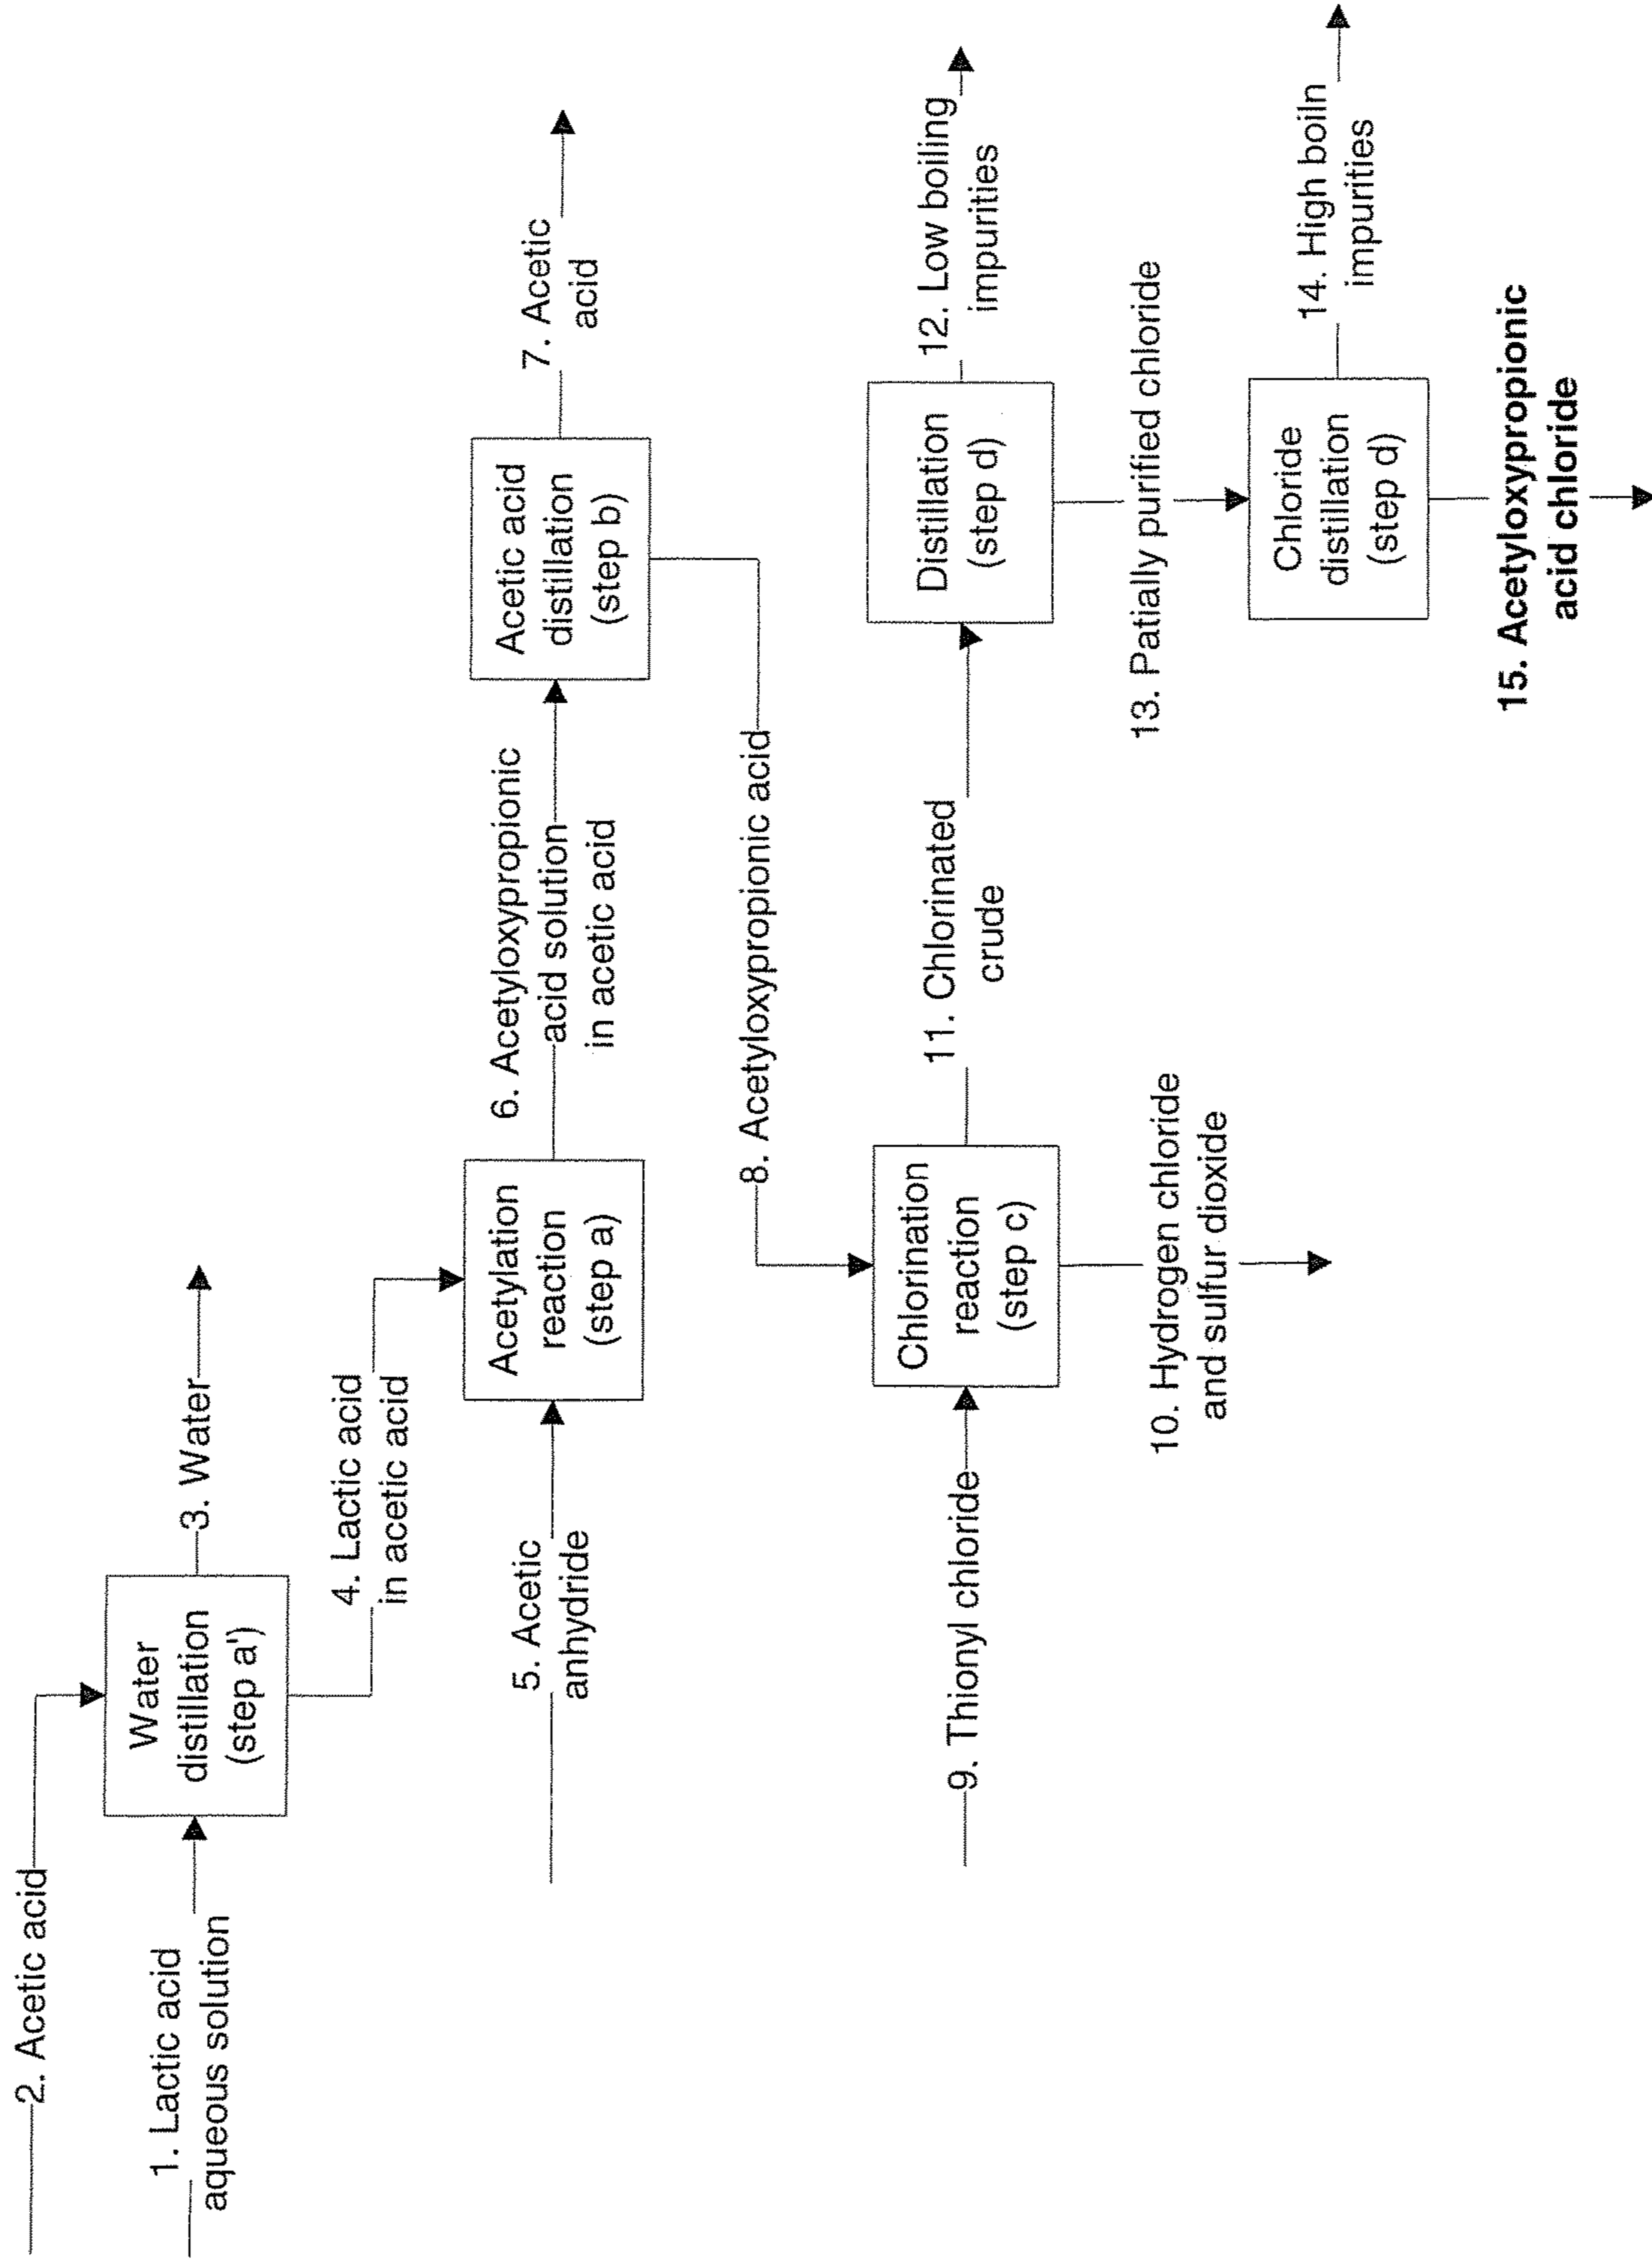 2. Acetic acid
1. Lactic acid
aqueous solution
Water
distillation
(step a')
3. Water
4. Lactic acid
in acetic acid
5. Acetic
anhydride
Acetylation
reaction
(step a)
6. Acetyloxypropionic
acid solution
in acetic acid
Acetic acid
distillation
(step b)
7. Acetic
acid
8. Acetyloxypropionic acid
9. Thionyl chloride
Chlorination
reaction
(step c)
10. Hydrogen chloride
and sulfur dioxide
11. Chlorinated
crude
Distillation
(step d)
12. Low boiling
impurities
13. Patially purified chloride
Chloride
distillation
(step d)
14. High boiln
impurities
15. Acetyloxypropionic
acid chloride